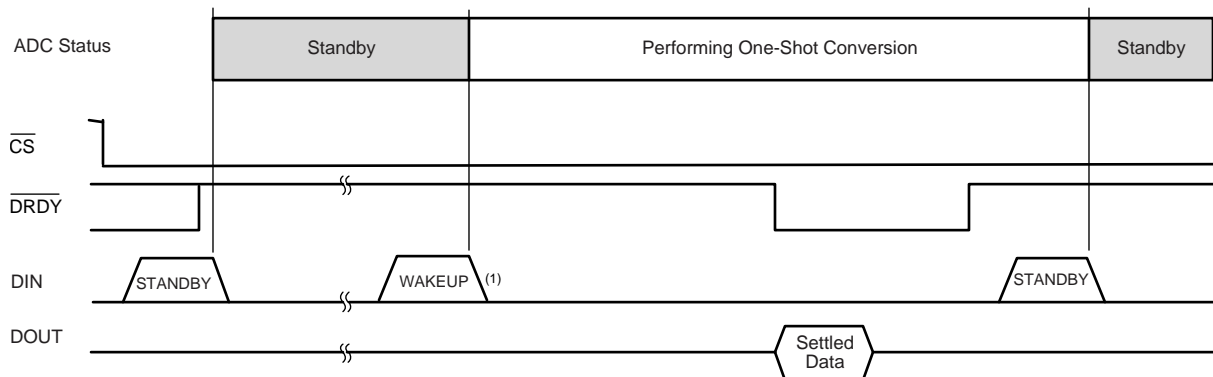 ADC Status
Standby
Performing One-Shot Conversion
Standby
CS
DRDY
DIN
STANDBY
WAKEUP (1)
STANDBY
DOUT
Settled
Data